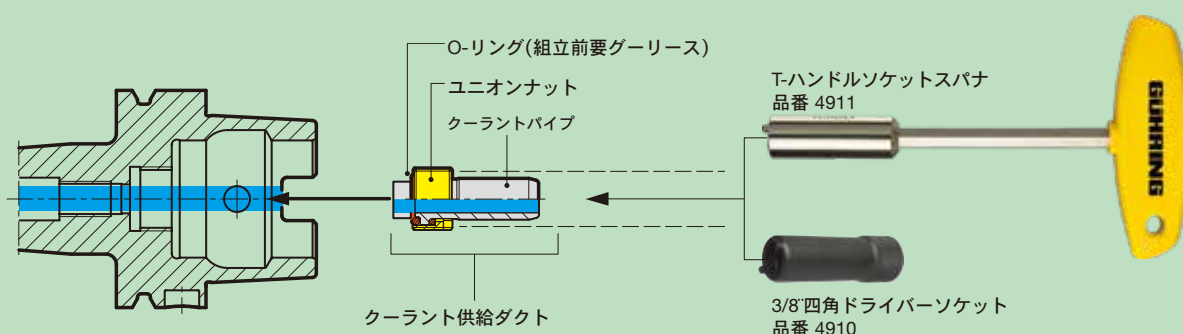 O-リング(組立前要グーリース)
ユニオンナット
クーラントパイプ
クーラント供給ダクト
T-ハンドルソケットスパナ
品番 4911
GUHRING
3/8"四角ドライバーソケット
品番 4910